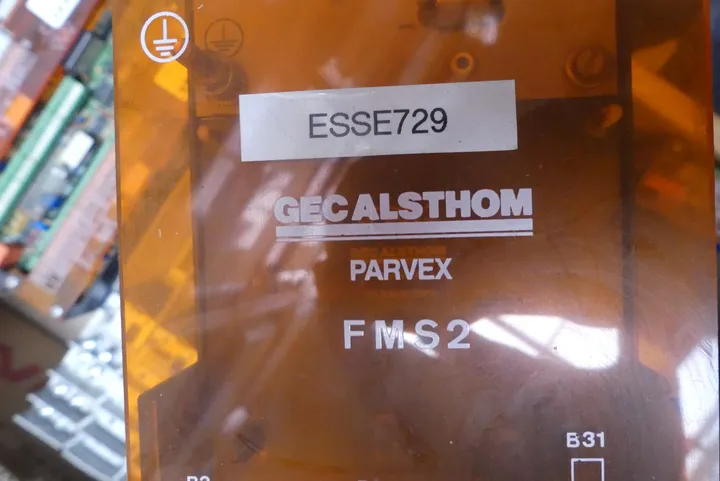 ESSE729
GEC ALSTHOM
PARVEX
FMS2
B31